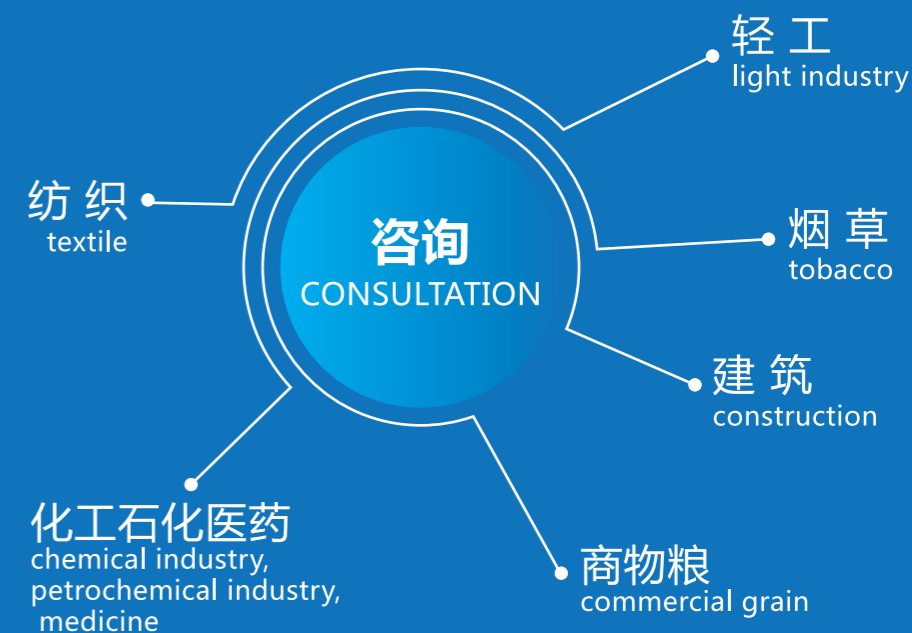 轻 工
light industry
纺 织
textile
咨询
CONSULTATION
烟 草
tobacco
建 筑
construction
化工石化医药
chemical industry,
petrochemical industry,
medicine
商物粮
commercial grain